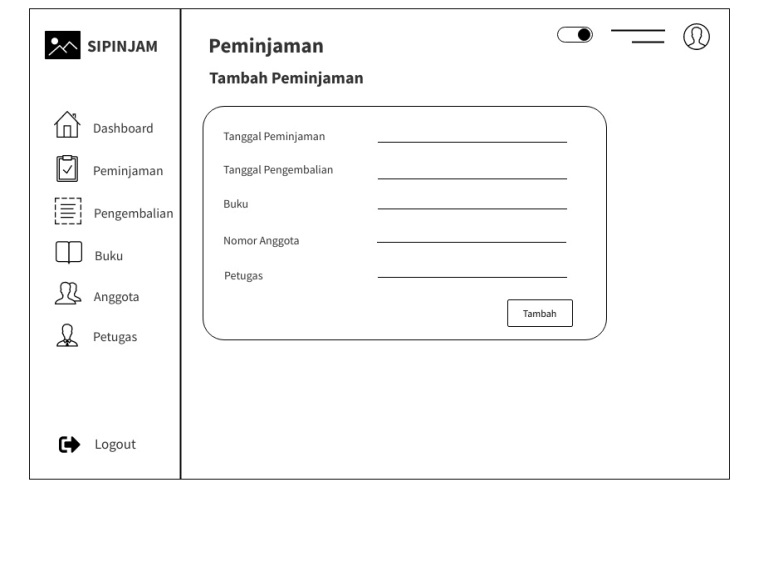 SIPINJAM
Dashboard
Peminjaman
Pengembalian
Buku
Anggota
Petugas
Logout
Peminjaman
Tambah Peminjaman
Tanggal Peminjaman
Tanggal Pengembalian
Buku
Nomor Anggota
Petugas
Tambah